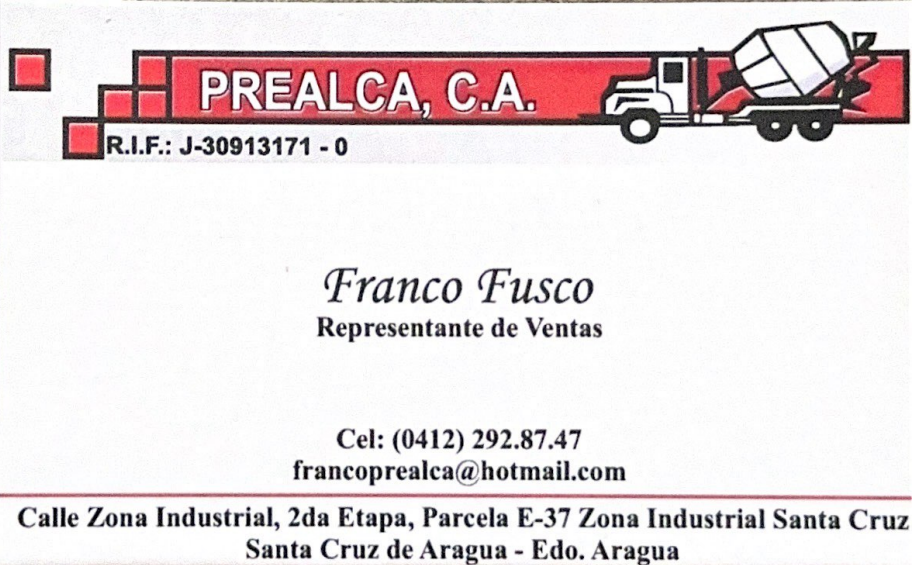 PREALCA, C.A.
R.I.F.: J-30913171 - 0
Franco Fusco
Representante de Ventas
Cel: (0412) 292.87.47
francoprealca@hotmail.com
Calle Zona Industrial, 2da Etapa, Parcela E-37 Zona Industrial Santa Cruz
Santa Cruz de Aragua - Edo. Aragua